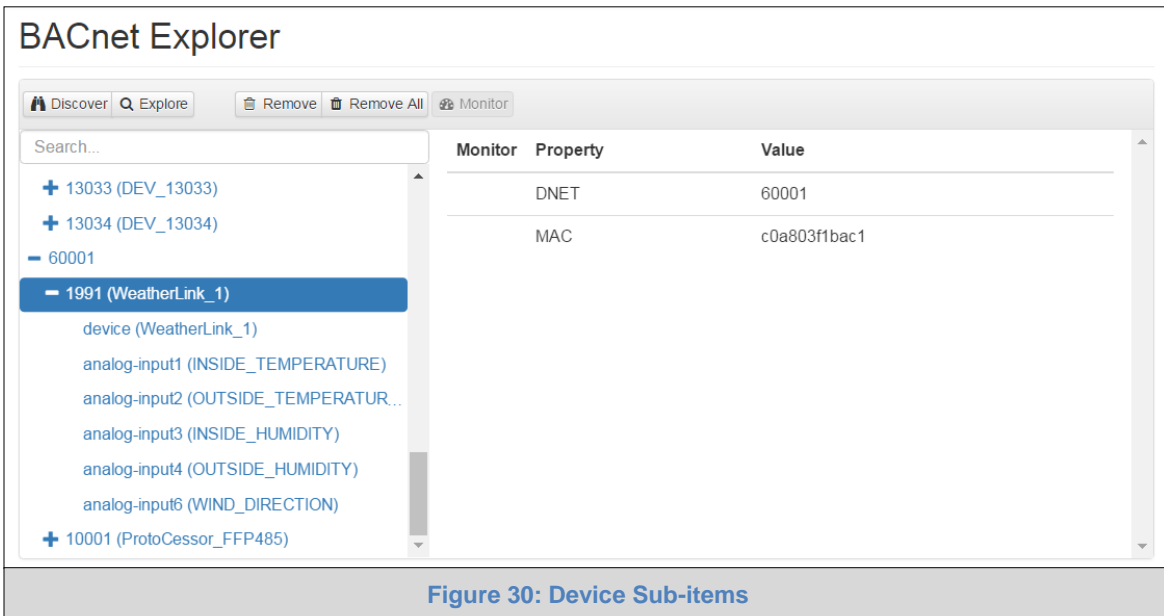 BACnet Explorer
Discover Explore Remove Remove All Monitor
Search...
Monitor Property Value
13033 (DEV_13033)
DNET 60001
13034 (DEV_13034)
MAC c0a803f1bac1
60001
1991 (WeatherLink_1)
device (WeatherLink_1)
analog-input1 (INSIDE_TEMPERATURE)
analog-input2 (OUTSIDE_TEMPERATUR...
analog-input3 (INSIDE_HUMIDITY)
analog-input4 (OUTSIDE_HUMIDITY)
analog-input6 (WIND_DIRECTION)
10001 (ProtoCessor_FFP485)
Figure 30: Device Sub-items